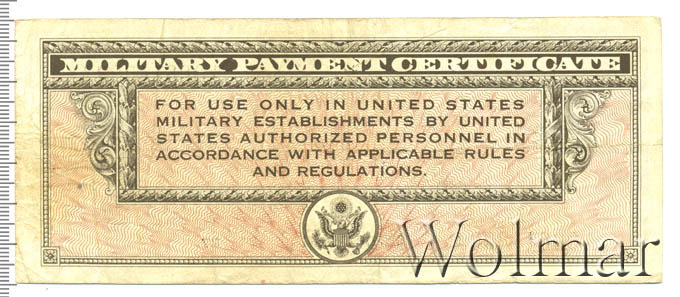 MILITARY PAYMENT CERTIFICATE
FOR USE ONLY IN UNITED STATES
MILITARY ESTABLISHMENTS BY UNITED
STATES AUTHORIZED PERSONNEL IN
ACCORDANCE WITH APPLICABLE RULES
AND REGULATIONS.
Wolmar